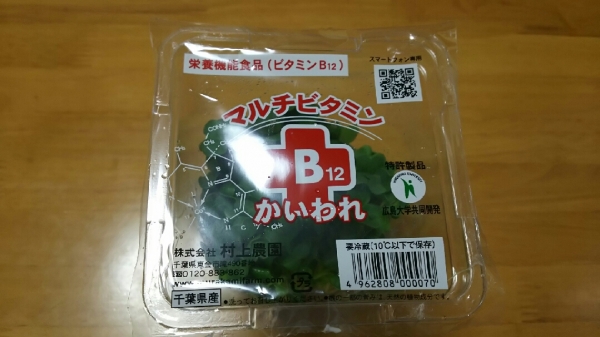 栄養機能食品(ビタミンB12)
スマートフォン専用
マルチビタミン
B12
かいわれ
特許製品
広島大学共同開発
株式会社 村上農園
要冷蔵(10℃以下で保存)
4 962808 000070
千葉県産